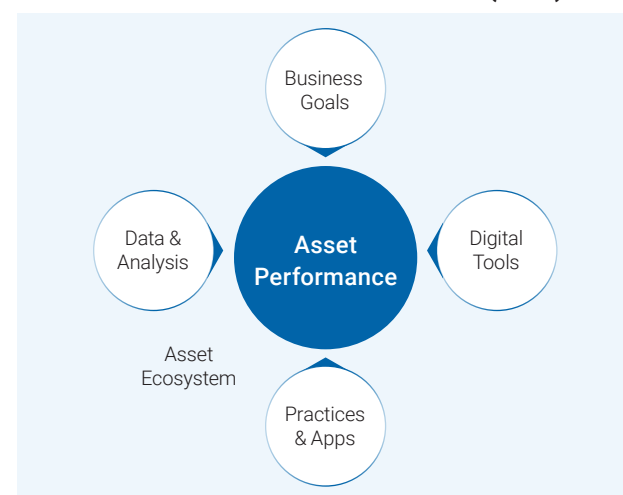 Business
Goals
Data &
Analysis
Asset
Performance
Digital
Tools
Asset
Ecosystem
Practices
& Apps